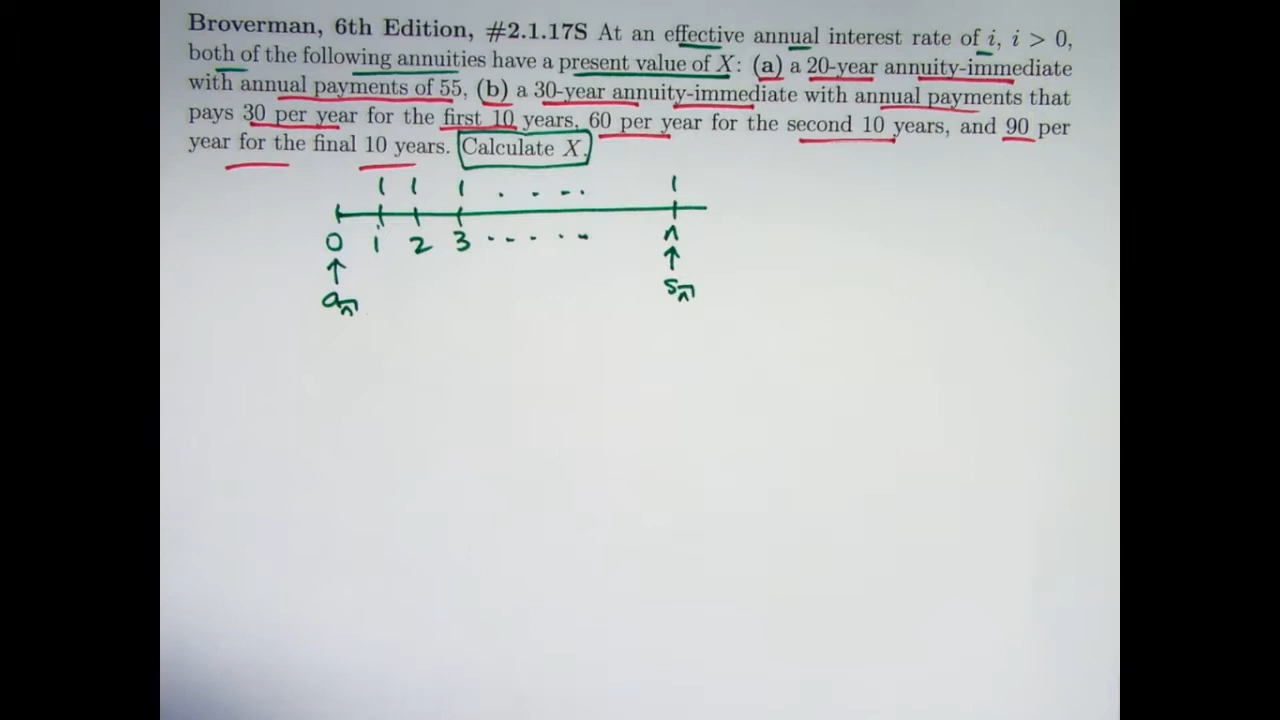 Broverman, 6th Edition, #2.1.17S At an effective annual interest rate of i, i > 0,
both of the following annuities have a present value of X: (a) a 20-year annuity-immediate
with annual payments of 55, (b) a 30-year annuity-immediate with annual payments that
pays 30 per year for the first 10 years, 60 per year for the second 10 years, and 90 per
year for the final 10 years. Calculate X.
1 1 1 . - -. 1
0 1 2 3 ...... n
a n̅| s n̅|